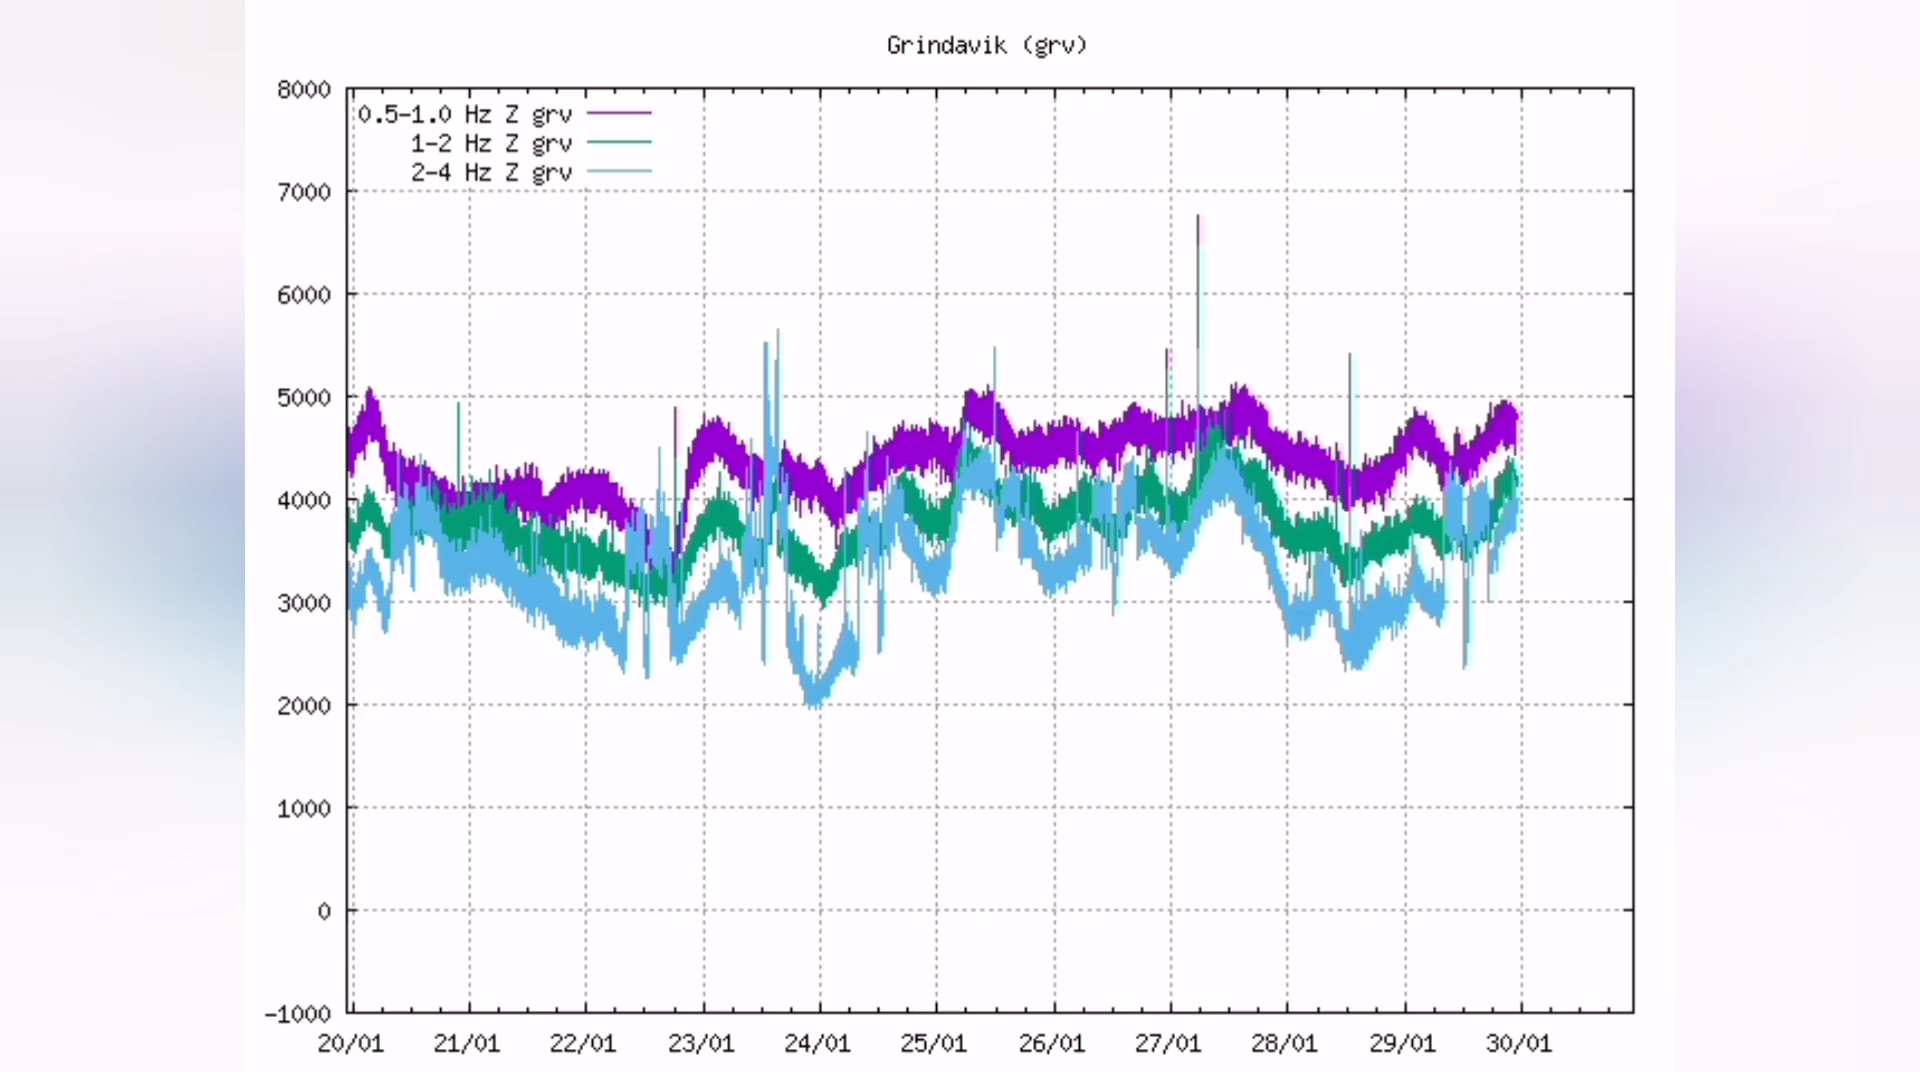 Grindavik (grv)
8000
0.5-1.0 Hz Z grv
1-2 Hz Z grv
2-4 Hz Z grv
7000
6000
5000
4000
3000
2000
1000
0
-1000
20/01 21/01 22/01 23/01 24/01 25/01 26/01 27/01 28/01 29/01 30/01